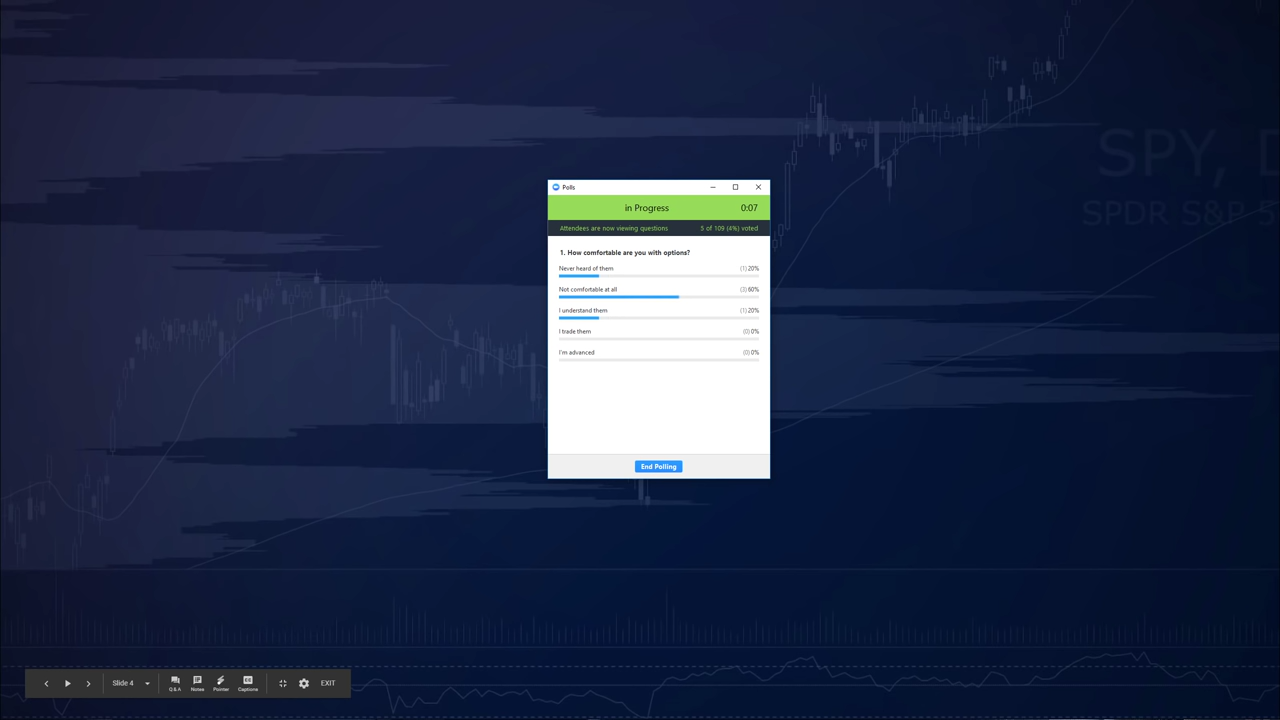 SPY, D
SPDR S&P 5
Polls
in Progress 0:07
Attendees are now viewing questions 5 of 109 (4%) voted
1. How comfortable are you with options?
Never heard of them (1) 20%
Not comfortable at all (3) 60%
I understand them (1) 20%
I trade them (0) 0%
I'm advanced (0) 0%
End Polling
Slide 4 Q&A Notes Pointer Captions EXIT